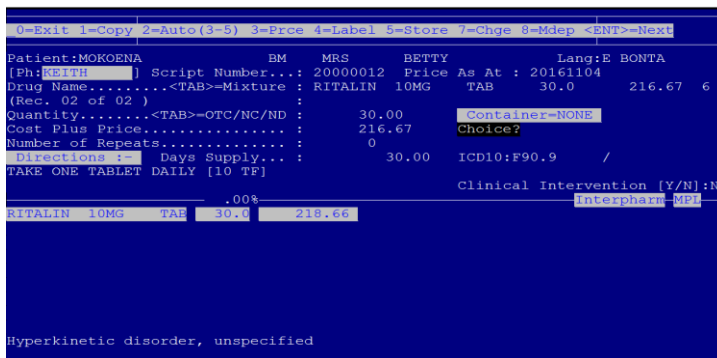 0=Exit 1=Copy 2=Auto(3-5) 3=Prce 4=Label 5=Store 7=Chge 8=Mdep <ENT>=Next
Patient:MOKOENA BM MRS BETTY Lang:E BONTA
[Ph:KEITH ] Script Number...: 20000012 Price As At : 20161104
Drug Name.........<TAB>=Mixture : RITALIN 10MG TAB 30.0 216.67 6
(Rec. 02 of 02 ) :
Quantity........<TAB>=OTC/NC/ND : 30.00 Container=NONE
Cost Plus Price............... : 216.67 Choice?
Number of Repeats.............. : 0
Directions :- Days Supply... : 30.00 ICD10:F90.9 /
TAKE ONE TABLET DAILY [10 TF]
Clinical Intervention [Y/N]:N
.00% Interpharm MPL
RITALIN 10MG TAB 30.0 218.66
Hyperkinetic disorder, unspecified